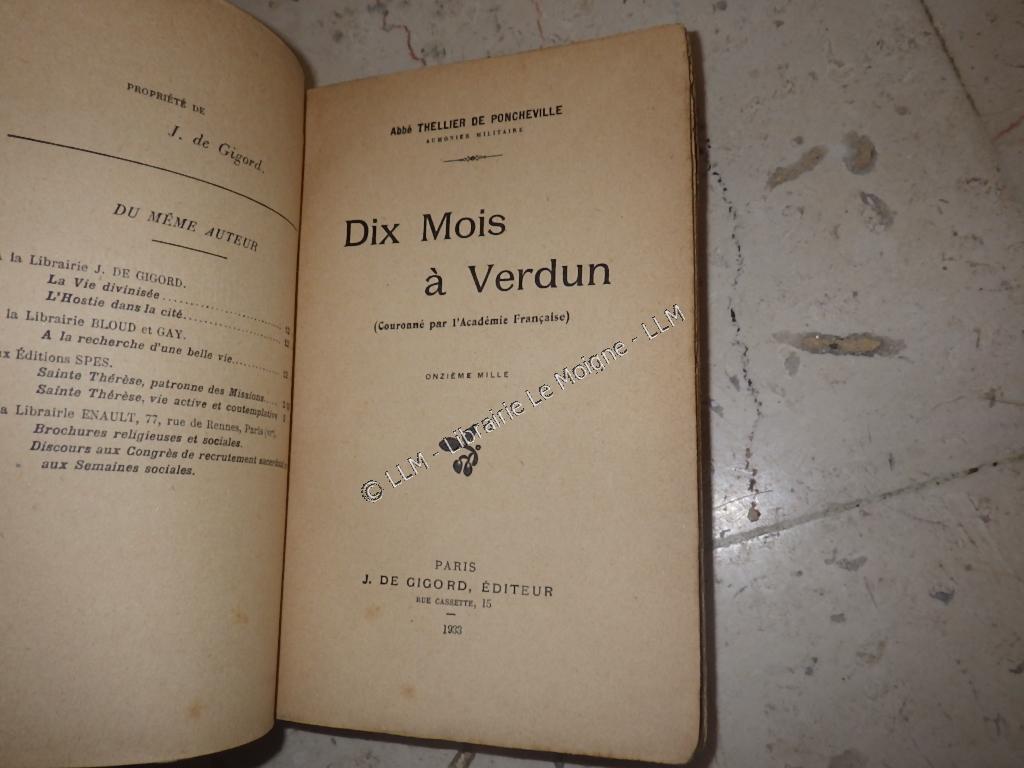 PROPRIÉTÉ DE
J. de Gigord.
DU MÊME AUTEUR
la Librairie J. DE GIGORD.
La Vie divinisée
L'Hostie dans la cité
la Librairie BLOUD et GAY.
A la recherche d'une belle vie
Éditions SPES.
Sainte Thérèse, patronne des Missions
Sainte Thérèse, vie active et contemplative
la Librairie ENAULT, 77, rue de Rennes, Paris
Brochures religieuses et sociales.
Discours aux Congrès de recrutement
aux Semaines sociales.
Abbé THELLIER DE PONCHEVILLE
AUMONIER MILITAIRE
Dix Mois
à Verdun
(Couronné par l'Académie Française)
ONZIÈME MILLE
PARIS
J. DE GIGORD, ÉDITEUR
RUE CASSETTE, 15
1933
© LLM - Librairie Le Moigne - LLM